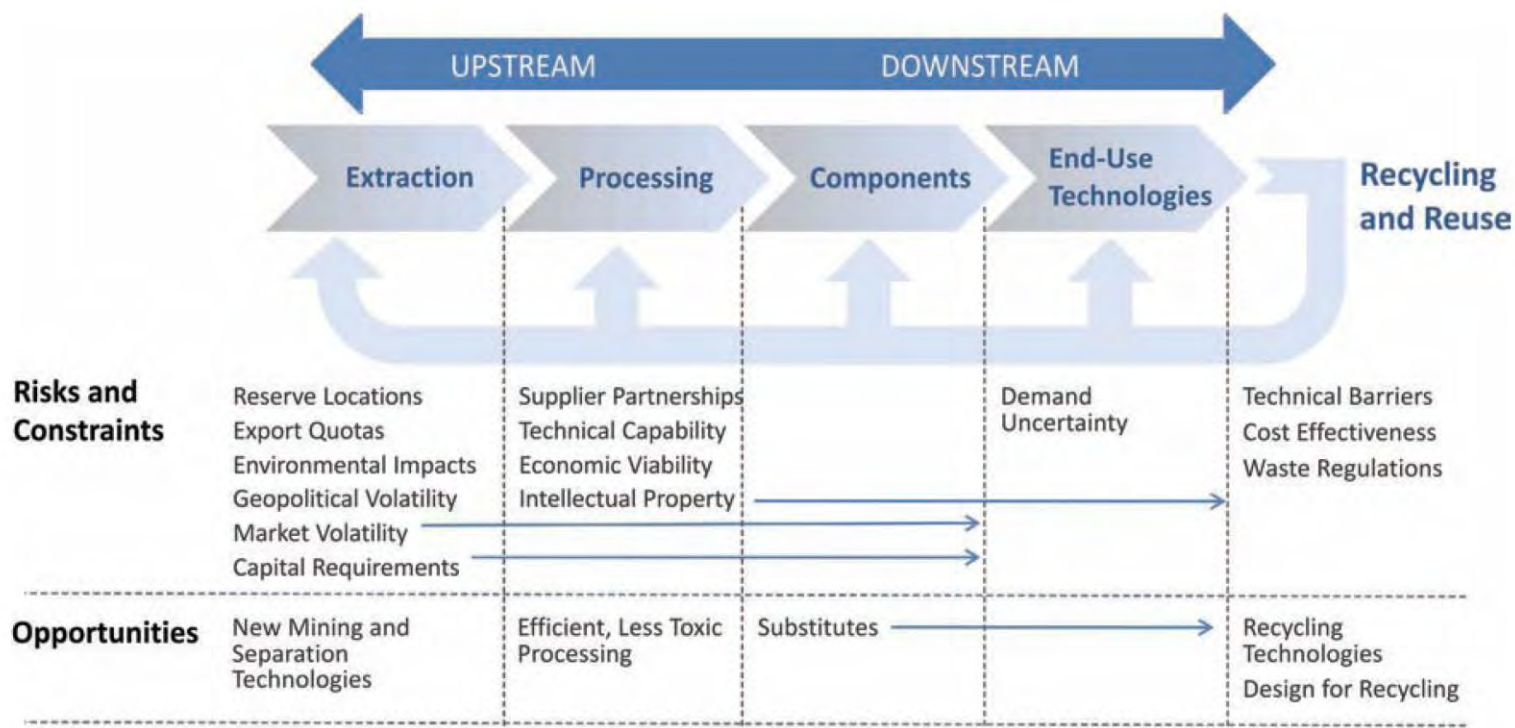 UPSTREAM
DOWNSTREAM
Extraction
Processing
Components
End-Use
Technologies
Recycling
and Reuse
Risks and
Constraints
Reserve Locations
Export Quotas
Environmental Impacts
Geopolitical Volatility
Market Volatility
Capital Requirements
Supplier Partnerships
Technical Capability
Economic Viability
Intellectual Property
Demand
Uncertainty
Technical Barriers
Cost Effectiveness
Waste Regulations
Opportunities
New Mining and
Separation
Technologies
Efficient, Less Toxic
Processing
Substitutes
Recycling
Technologies
Design for Recycling